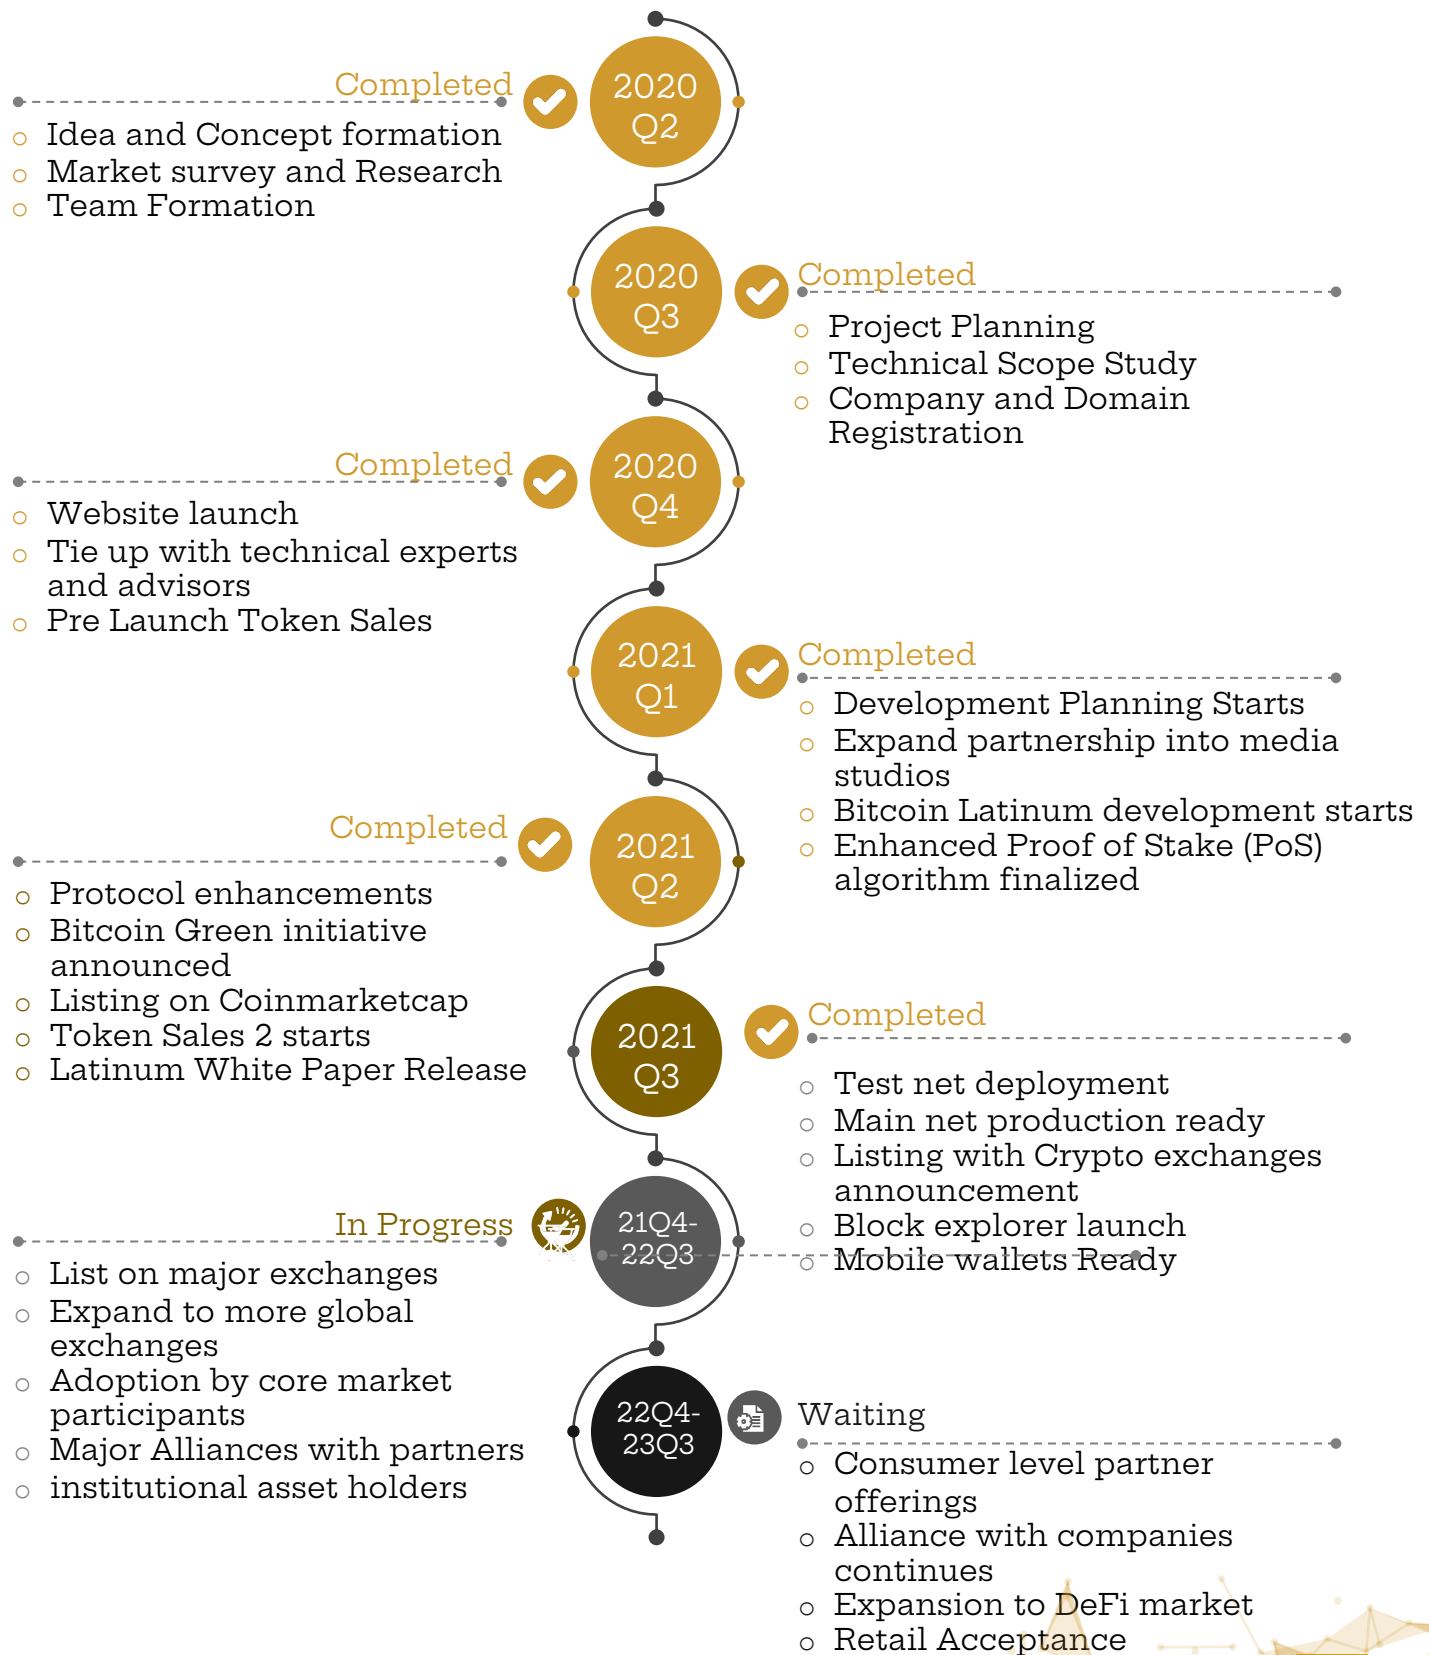 2020
Q2
Completed
Idea and Concept formation
Market survey and Research
Team Formation
2020
Q3
Completed
Project Planning
Technical Scope Study
Company and Domain
Registration
2020
Q4
Completed
Website launch
Tie up with technical experts
and advisors
Pre Launch Token Sales
2021
Q1
Completed
Development Planning Starts
Expand partnership into media
studios
Bitcoin Latinum development starts
Enhanced Proof of Stake (PoS)
algorithm finalized
2021
Q2
Completed
Protocol enhancements
Bitcoin Green initiative
announced
Listing on Coinmarketcap
Token Sales 2 starts
Latinum White Paper Release
2021
Q3
Completed
Test net deployment
Main net production ready
Listing with Crypto exchanges
announcement
Block explorer launch
Mobile wallets Ready
21Q4-
22Q3
In Progress
List on major exchanges
Expand to more global
exchanges
Adoption by core market
participants
Major Alliances with partners
institutional asset holders
22Q4-
23Q3
Waiting
Consumer level partner
offerings
Alliance with companies
continues
Expansion to DeFi market
Retail Acceptance